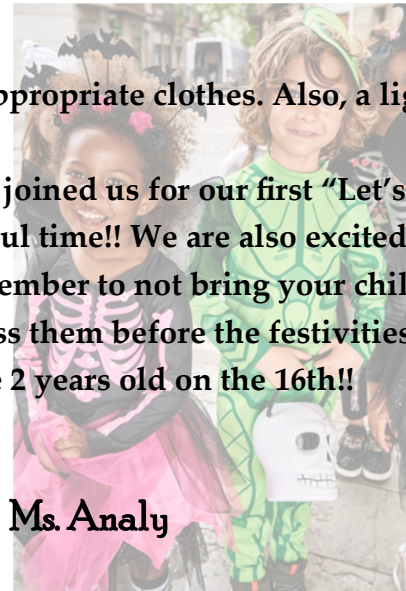 appropriate clothes. Also, a lig
joined us for our first “Let’s
ul time!! We are also excited
ember to not bring your chil
ss them before the festivities
2 years old on the 16th!!
Ms. Analy